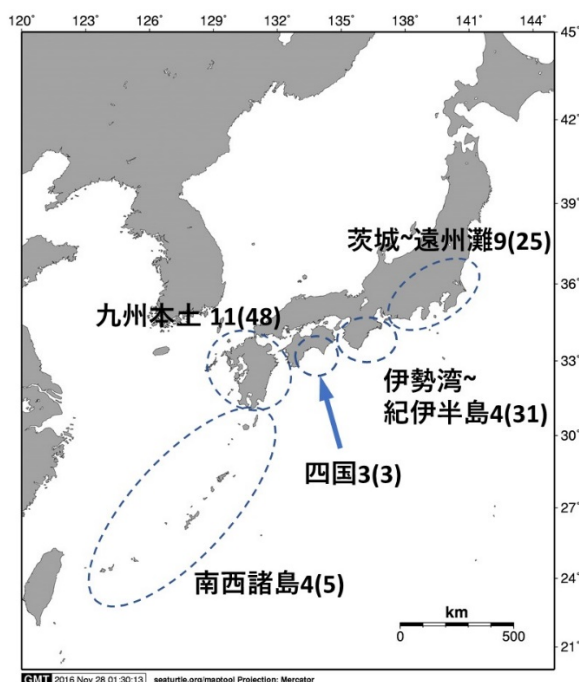 120° 123° 126° 129° 132° 135° 138° 141° 144°
45°
42°
39°
茨城~遠州灘9(25)
36°
九州本土 11(48)
33°
伊勢湾~
紀伊半島4(31)
30°
四国3(3)
27°
南西諸島4(5)
24°
km
0 500
21°
GMT 2016 Nov 28 01:30:13 seaturtle.org/maptool Projection: Mercator